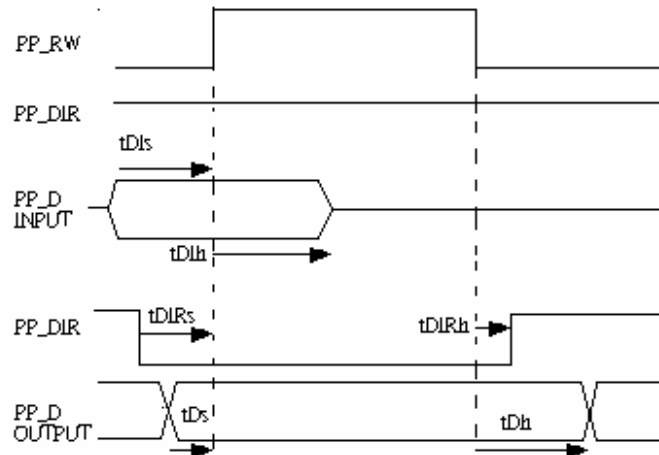 PP_RW
PP_DIR
tDIs
PP_D
INPUT
tDIh
PP_DIR
tDIRs
tDIRh
PP_D
OUTPUT
tDs
tDh